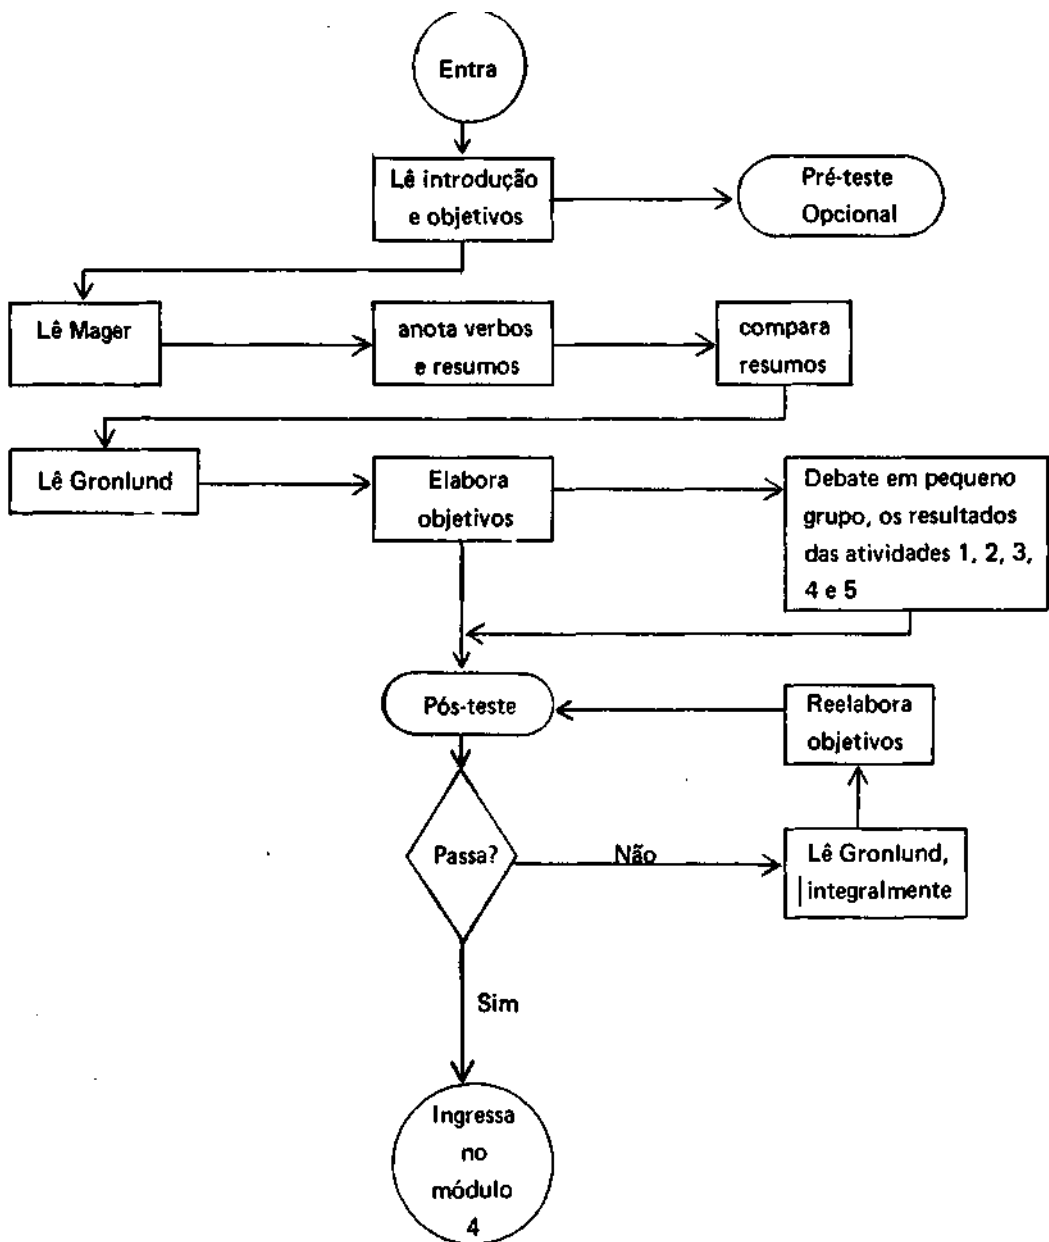 Entra
Lê introdução
e objetivos
Pré-teste
Opcional
Lê Mager
anota verbos
e resumos
compara
resumos
Lê Gronlund
Elabora
objetivos
Debate em pequeno
grupo, os resultados
das atividades 1, 2, 3,
4 e 5
Pós-teste
Reelabora
objetivos
Passa?
Não
Lê Gronlund,
integralmente
Sim
Ingressa
no
módulo
4